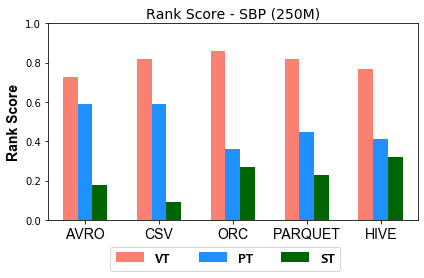 Rank Score - SBP (250M)
Rank Score
1.0
0.8
0.6
0.4
0.2
0.0
AVRO CSV ORC PARQUET HIVE
VT PT ST